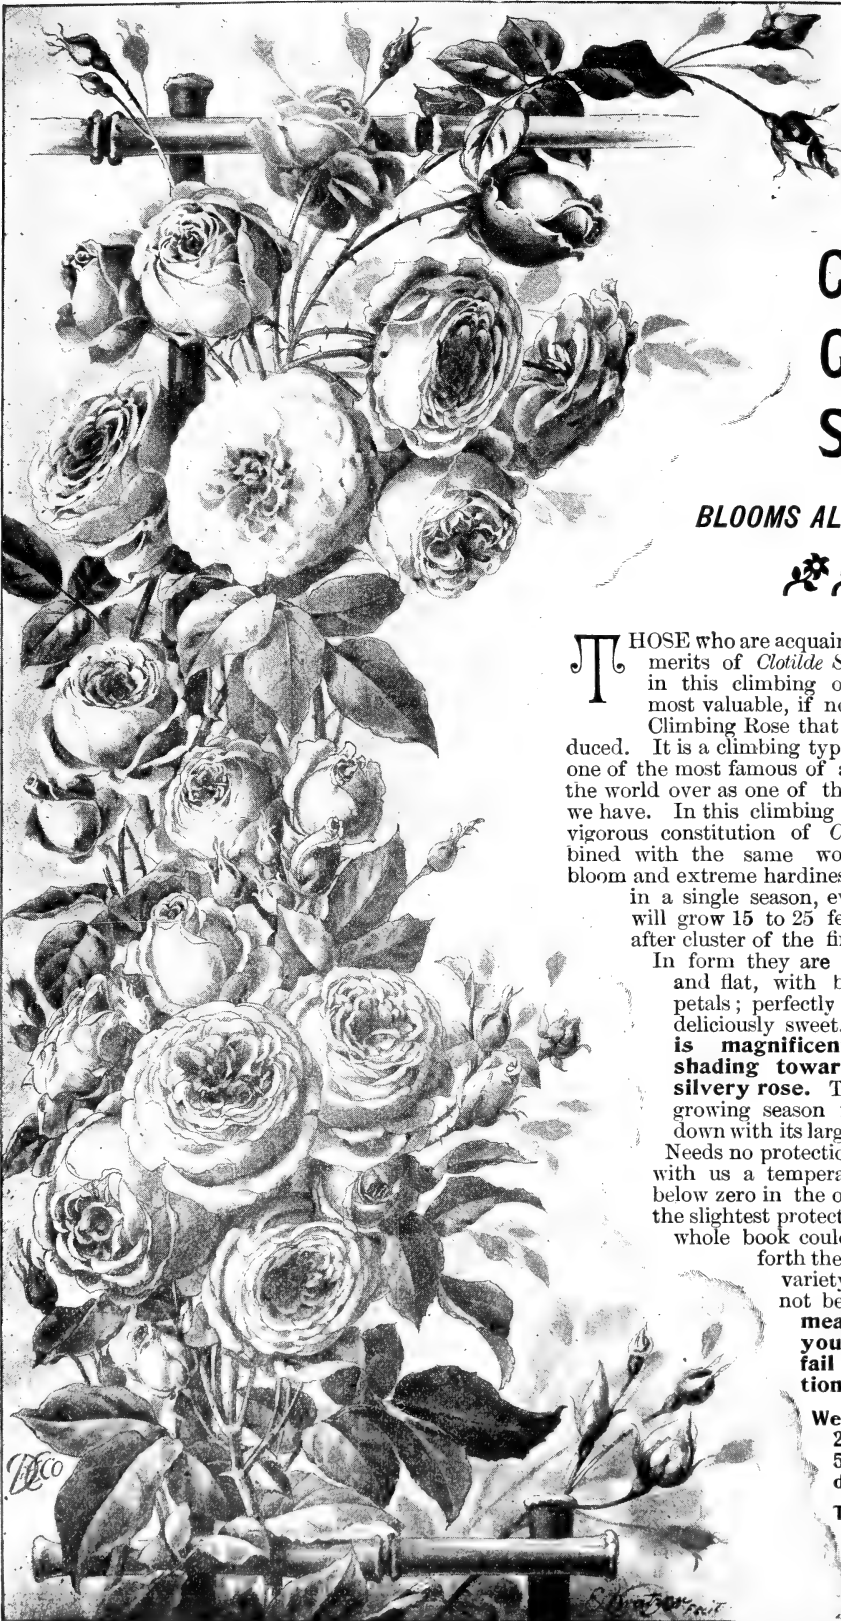 C
C
S
BLOOMS AL
THOSE who are acquain
merits of Clotilde S
in this climbing o
most valuable, if ne
Climbing Rose that
duced. It is a climbing typ
one of the most famous of a
the world over as one of th
we have. In this climbing
vigorous constitution of C
bined with the same wo
bloom and extreme hardines
in a single season, ev
will grow 15 to 25 fe
after cluster of the fi
In form they are
and flat, with b
petals; perfectly
deliciously sweet.
is magnificen
shading towar
silvery rose. T
growing season
down with its larg
Needs no protectio
with us a tempera
below zero in the o
the slightest protect
whole book coul
forth the
variety
not be
mea
you
fail
tion
We
2
5
d
T
D&CO